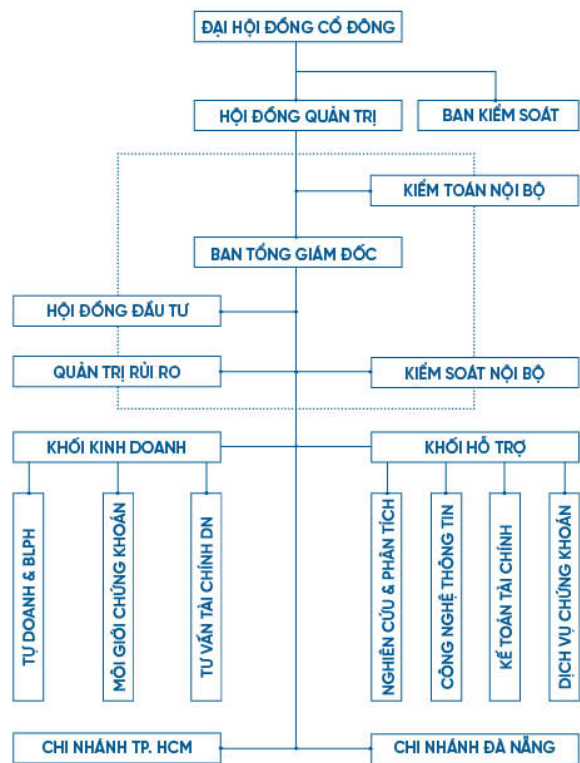 ĐẠI HỘI ĐỒNG CỔ ĐÔNG
HỘI ĐỒNG QUẢN TRỊ
BAN KIỂM SOÁT
KIỂM TOÁN NỘI BỘ
BAN TỔNG GIÁM ĐỐC
HỘI ĐỒNG ĐẦU TƯ
QUẢN TRỊ RỦI RO
KIỂM SOÁT NỘI BỘ
KHỐI KINH DOANH
KHỐI HỖ TRỢ
TỰ DOANH & BLPH
MÔI GIỚI CHỨNG KHOÁN
TƯ VẤN TÀI CHÍNH DN
NGHIÊN CỨU & PHÂN TÍCH
CÔNG NGHỆ THÔNG TIN
KẾ TOÁN TÀI CHÍNH
DỊCH VỤ CHỨNG KHOÁN
CHI NHÁNH TP. HCM
CHI NHÁNH ĐÀ NẴNG